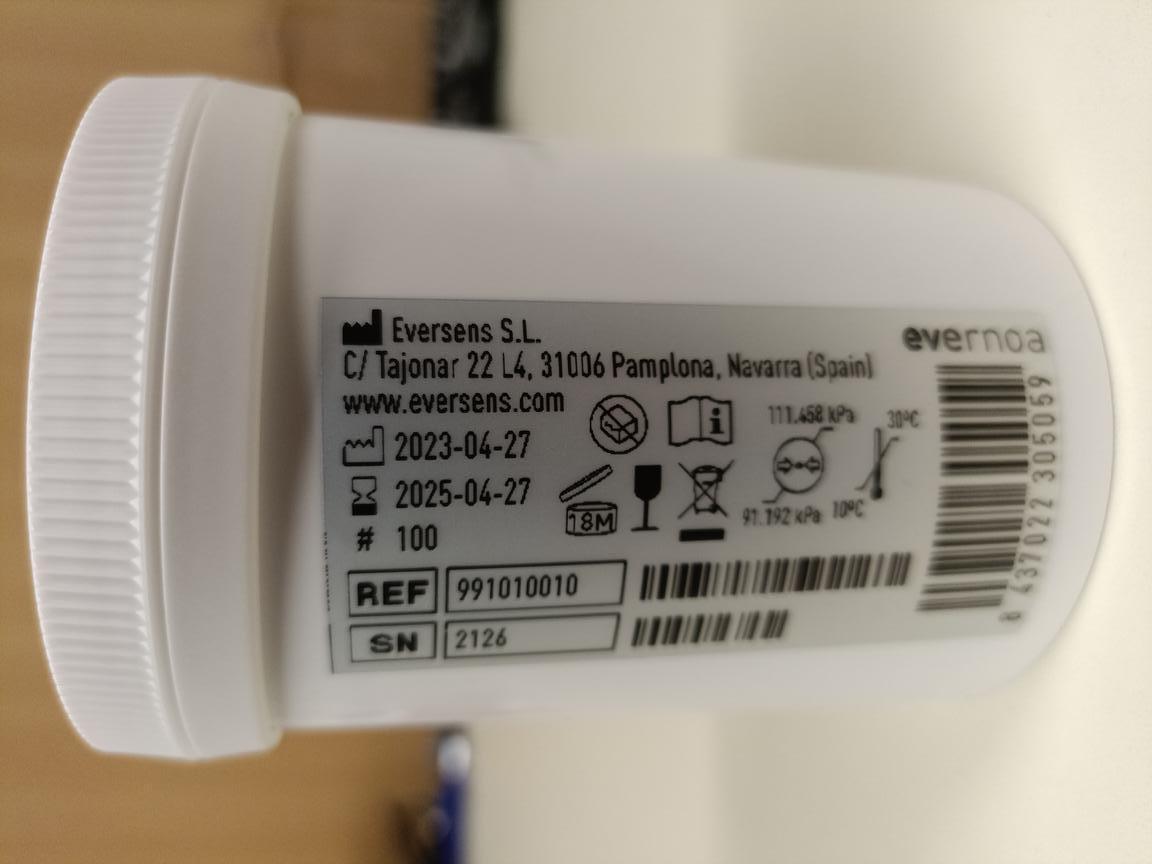 Eversens S.L.
C/ Tajonar 22 L4, 31006 Pamplona, Navarra (Spain)
www.eversens.com
2023-04-27
2025-04-27
# 100
18M
111.458 kPa
91.192 kPa
30ºC
10ºC
REF 991010010
SN 2126
evernoa
8 437022 305059